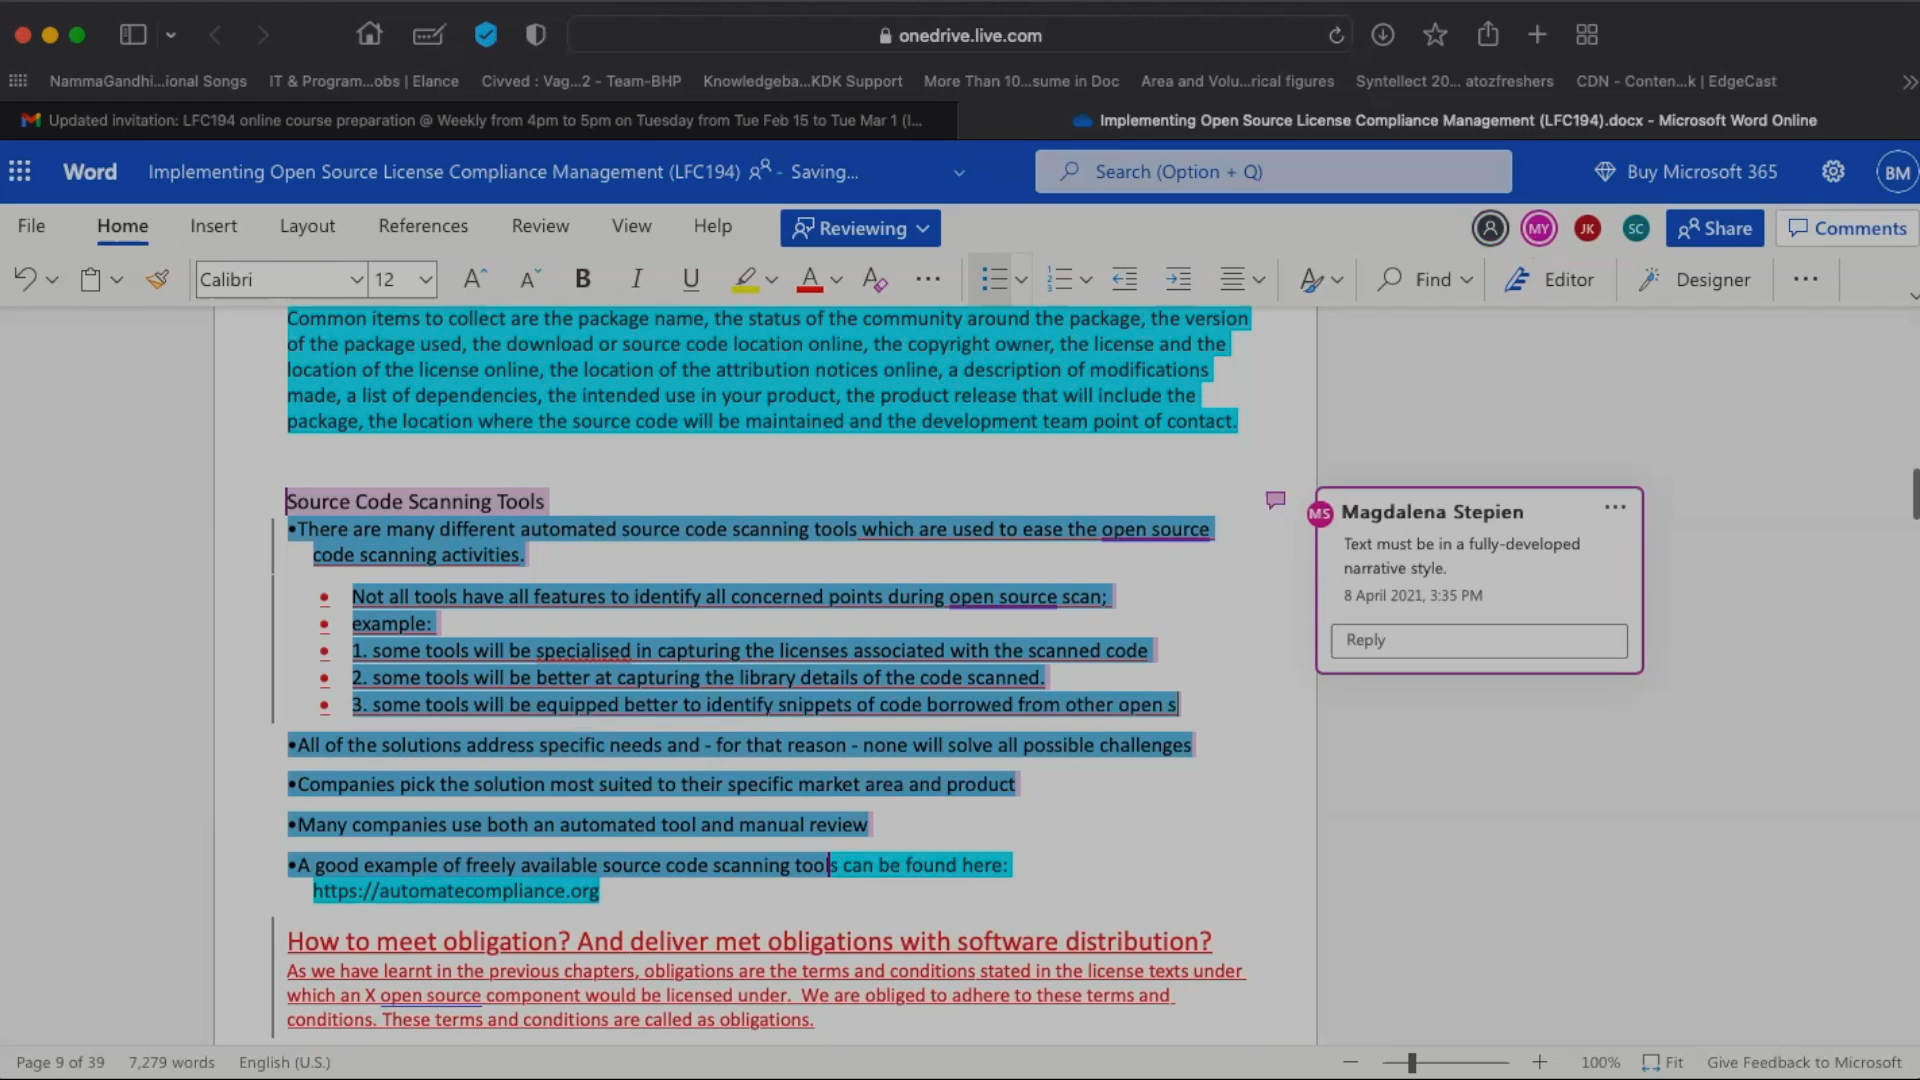 onedrive.live.com
NammaGandhi...ional Songs IT & Program...obs | Elance Civved : Vag...2 - Team-BHP Knowledgeba...KDK Support More Than 10...sume in Doc Area and Volu...rical figures Syntellect 20... atozfreshers CDN - Conten...k | EdgeCast
Updated invitation: LFC194 online course preparation @ Weekly from 4pm to 5pm on Tuesday from Tue Feb 15 to Tue Mar 1 (I... Implementing Open Source License Compliance Management (LFC194).docx - Microsoft Word Online
Word Implementing Open Source License Compliance Management (LFC194) - Saving... Search (Option + Q) Buy Microsoft 365 BM
File Home Insert Layout References Review View Help Reviewing MY JK SC Share Comments
Calibri 12 A A B I U A A ... Find Editor Designer ...
Common items to collect are the package name, the status of the community around the package, the version
of the package used, the download or source code location online, the copyright owner, the license and the
location of the license online, the location of the attribution notices online, a description of modifications
made, a list of dependencies, the intended use in your product, the product release that will include the
package, the location where the source code will be maintained and the development team point of contact.
Source Code Scanning Tools
•There are many different automated source code scanning tools which are used to ease the open source
code scanning activities.
• Not all tools have all features to identify all concerned points during open source scan;
• example:
• 1. some tools will be specialised in capturing the licenses associated with the scanned code
• 2. some tools will be better at capturing the library details of the code scanned.
• 3. some tools will be equipped better to identify snippets of code borrowed from other open s
•All of the solutions address specific needs and - for that reason - none will solve all possible challenges
•Companies pick the solution most suited to their specific market area and product
•Many companies use both an automated tool and manual review
•A good example of freely available source code scanning tools can be found here:
https://automatecompliance.org
How to meet obligation? And deliver met obligations with software distribution?
As we have learnt in the previous chapters, obligations are the terms and conditions stated in the license texts under
which an X open source component would be licensed under.  We are obliged to adhere to these terms and
conditions. These terms and conditions are called as obligations.
MS Magdalena Stepien ...
Text must be in a fully-developed
narrative style.
8 April 2021, 3:35 PM
Reply
Page 9 of 39 7,279 words English (U.S.) 100% Fit Give Feedback to Microsoft